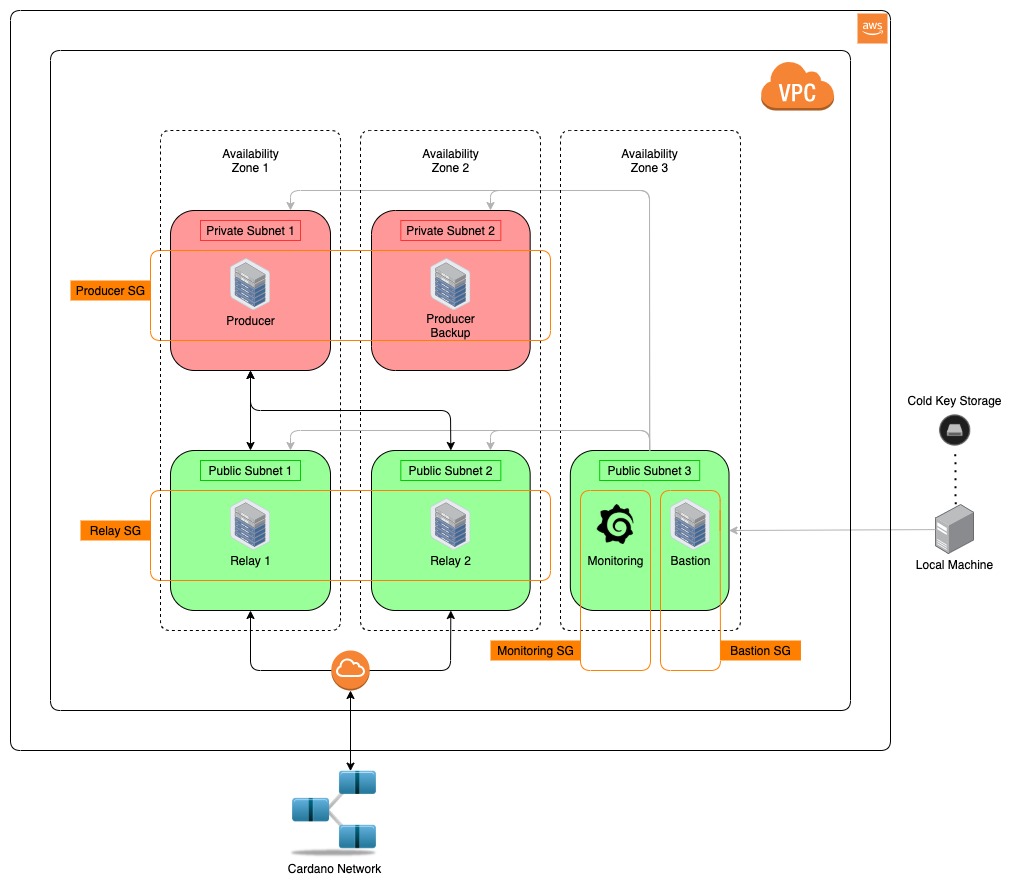 aws
VPC
Availability
Zone 1
Availability
Zone 2
Availability
Zone 3
Private Subnet 1
Private Subnet 2
Producer SG
Producer
Producer
Backup
Cold Key Storage
Public Subnet 1
Public Subnet 2
Public Subnet 3
Relay SG
Relay 1
Relay 2
Monitoring
Bastion
Local Machine
Monitoring SG
Bastion SG
Cardano Network